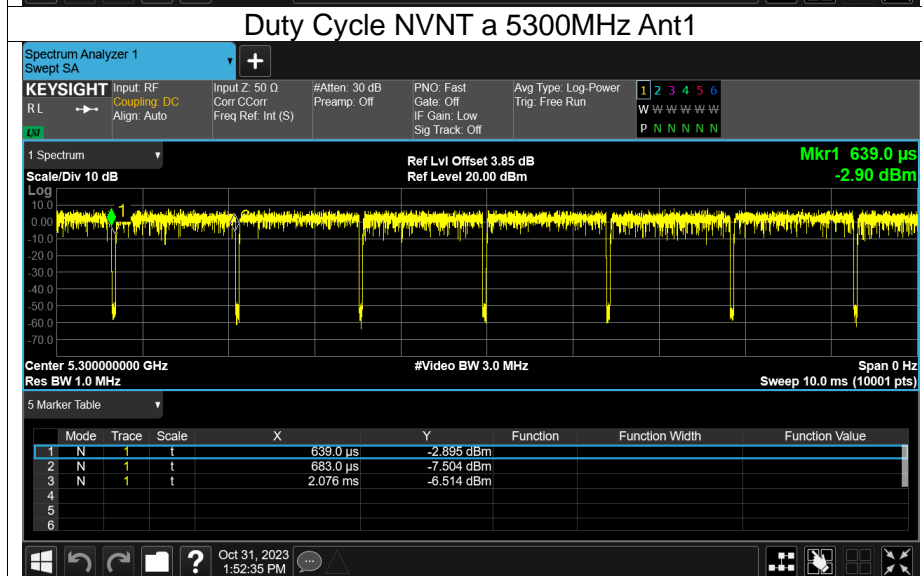 Duty Cycle NVNT a 5300MHz Ant1
Spectrum Analyzer 1
Swept SA
+
KEYSIGHT Input: RF Input Z: 50 Ω #Atten: 30 dB PNO: Fast Avg Type: Log-Power 1 2 3 4 5 6
R L Coupling: DC Corr CCorr Preamp: Off Gate: Off Trig: Free Run W W W W W W
Align: Auto Freq Ref: Int (S) IF Gain: Low
LXI Sig Track: Off P N N N N N
1 Spectrum Ref Lvl Offset 3.85 dB Mkr1 639.0 µs
Scale/Div 10 dB Ref Level 20.00 dBm -2.90 dBm
Log
10.0
0.00
-10.0
-20.0
-30.0
-40.0
-50.0
-60.0
-70.0
1
Center 5.300000000 GHz #Video BW 3.0 MHz Span 0 Hz
Res BW 1.0 MHz Sweep 10.0 ms (10001 pts)
5 Marker Table
Mode Trace Scale X Y Function Function Width Function Value
1 N 1 t 639.0 µs -2.895 dBm
2 N 1 t 683.0 µs -7.504 dBm
3 N 1 t 2.076 ms -6.514 dBm
4
5
6
? Oct 31, 2023
1:52:35 PM